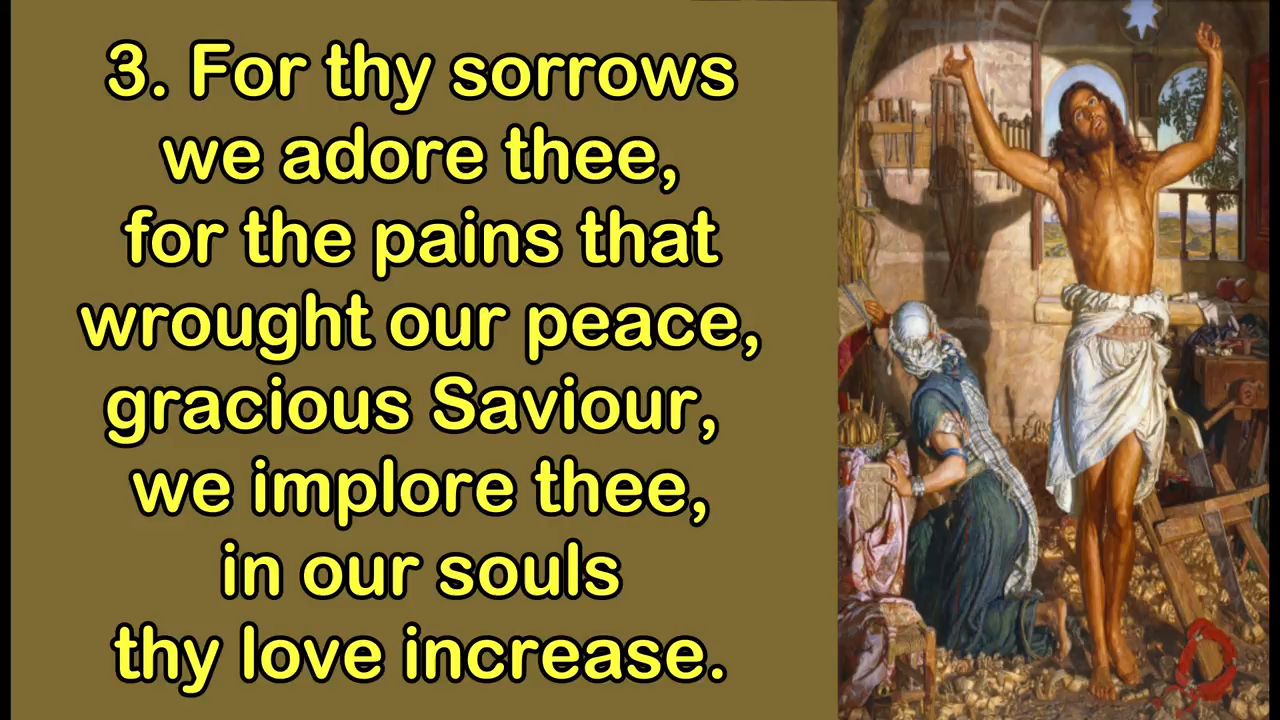 3. For thy sorrows
we adore thee,
for the pains that
wrought our peace,
gracious Saviour,
we implore thee,
in our souls
thy love increase.